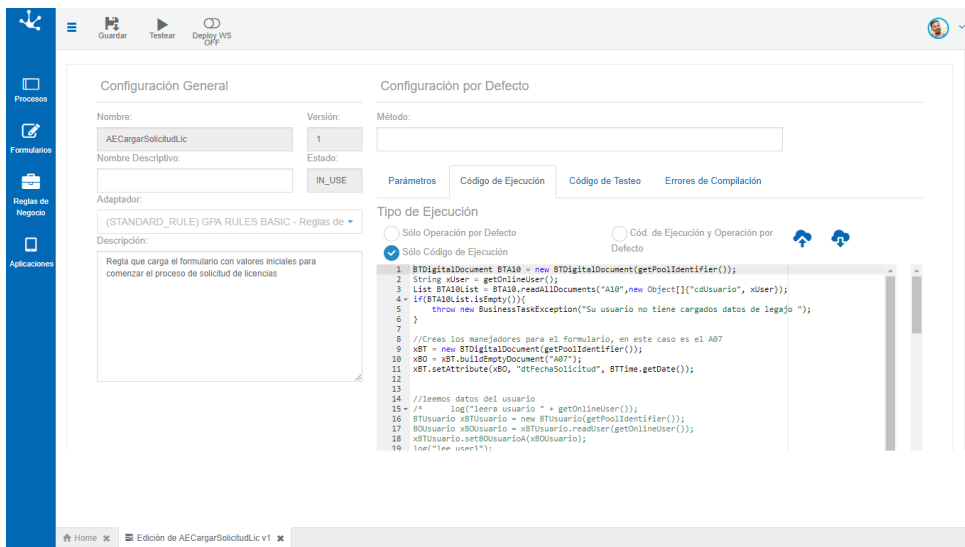 Guardar
Testear
Deploy WS
OFF
Procesos
Formularios
Reglas de
Negocio
Aplicaciones
Configuración General
Nombre:
Versión:
AECargarSolicitudLic
1
Nombre Descriptivo:
Estado:
IN_USE
Adaptador:
(STANDARD_RULE) GPA RULES BASIC - Reglas de
Descripción:
Regla que carga el formulario con valores iniciales para
comenzar el proceso de solicitud de licencias
Configuración por Defecto
Método:
Parámetros
Código de Ejecución
Código de Testeo
Errores de Compilación
Tipo de Ejecución
Sólo Operación por Defecto
Cód. de Ejecución y Operación por
Defecto
Sólo Código de Ejecución
1 BTDigitalDocument BTA10 = new BTDigitalDocument(getPoolIdentifier());
2 String xUser = getOnlineUser();
3 List BTA10List = BTA10.readAllDocuments("A10",new Object[]{"cdUsuario", xUser});
4 if(BTA10List.isEmpty()){
5 throw new BusinessTaskException("Su usuario no tiene cargados datos de legajo ");
6 }
7
8 //Creas los manejadores para el formulario, en este caso es el A07
9 xBT = new BTDigitalDocument(getPoolIdentifier());
10 xBO = xBT.buildEmptyDocument("A07");
11 xBT.setAttribute(xBO, "dtFechaSolicitud", BTTime.getDate());
12
13
14 //leemos datos del usuario
15 /* log("leera usuario " + getOnlineUser());
16 BTUsuario xBTUsuario = new BTUsuario(getPoolIdentifier());
17 BOUsuario xBOUsuario = xBTUsuario.readUser(getOnlineUser());
18 xBTUsuario.setBOUsuarioA(xBOUsuario);
19 log("lee user1");
Home
Edición de AECargarSolicitudLic v1